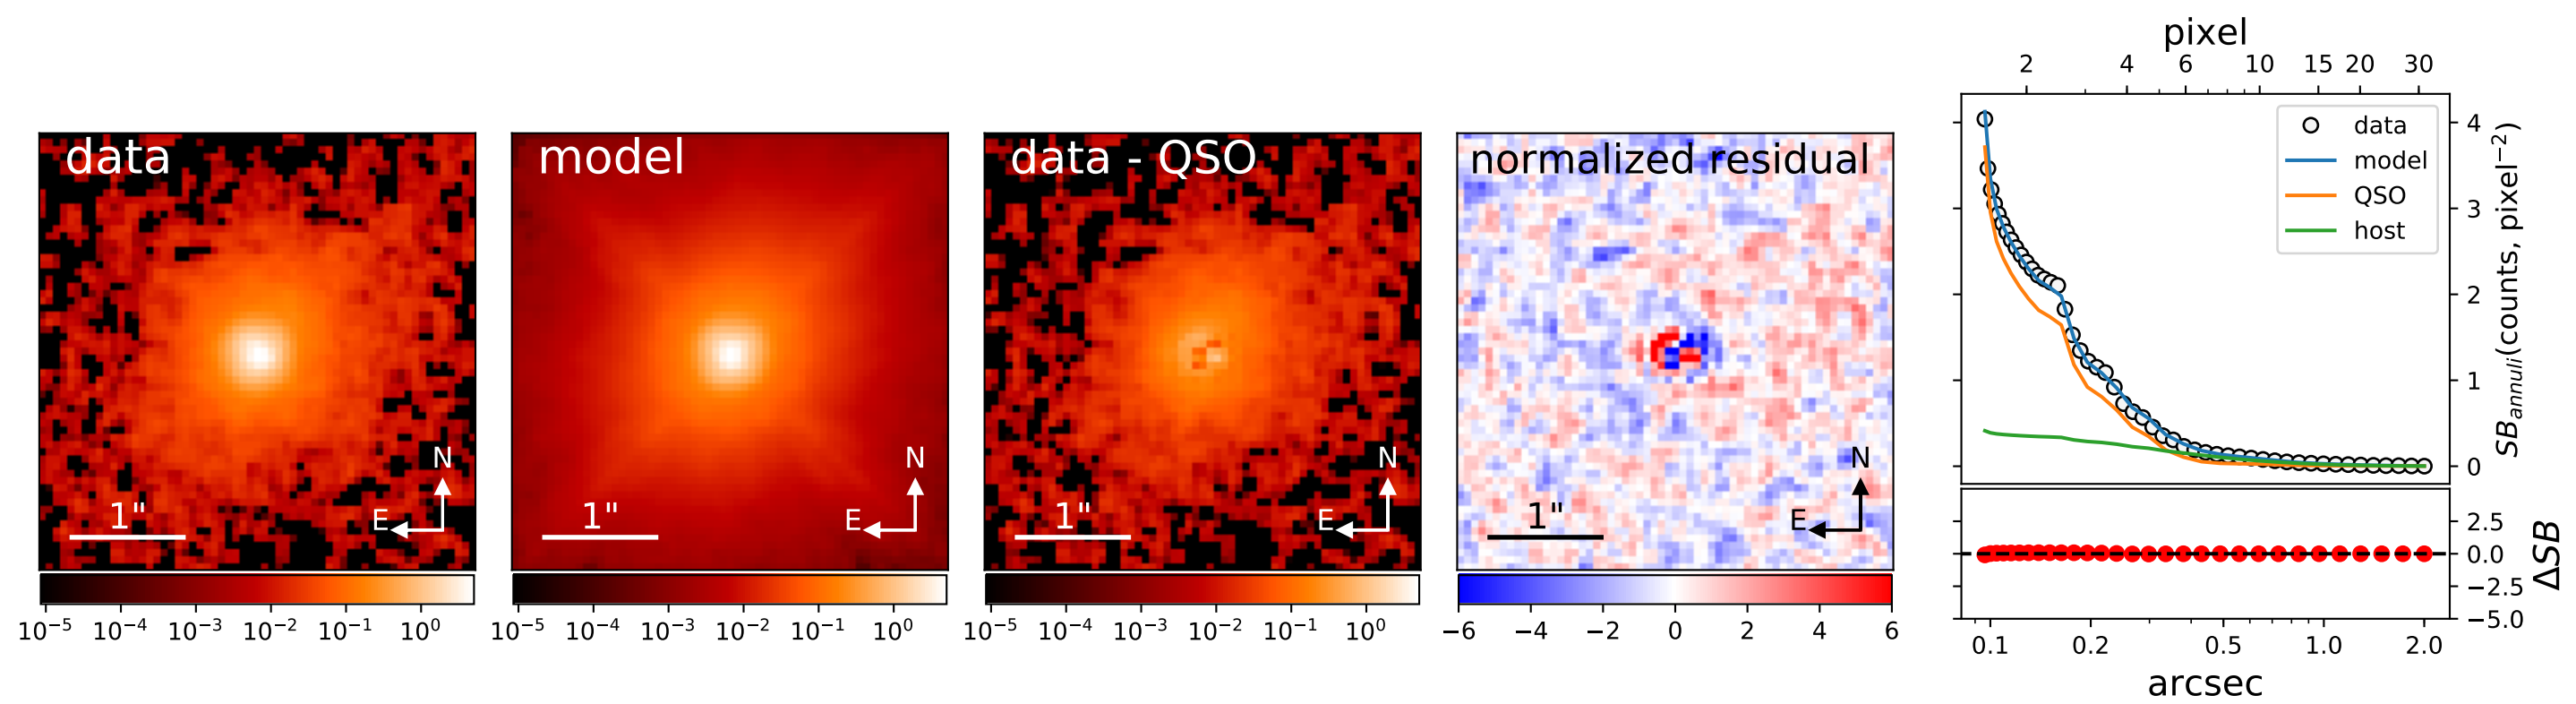 data
N
E
1"
10⁻⁵ 10⁻⁴ 10⁻³ 10⁻² 10⁻¹ 10⁰
model
N
E
1"
10⁻⁵ 10⁻⁴ 10⁻³ 10⁻² 10⁻¹ 10⁰
data - QSO
N
E
1"
10⁻⁵ 10⁻⁴ 10⁻³ 10⁻² 10⁻¹ 10⁰
normalized residual
N
E
1"
−6 −4 −2 0 2 4 6
pixel
2 4 6 10 15 20 30
data
model
QSO
host
4
3
2
1
0
SB_annuli(counts, pixel⁻²)
2.5
0.0
−2.5
−5.0
ΔSB
0.1 0.2 0.5 1.0 2.0
arcsec